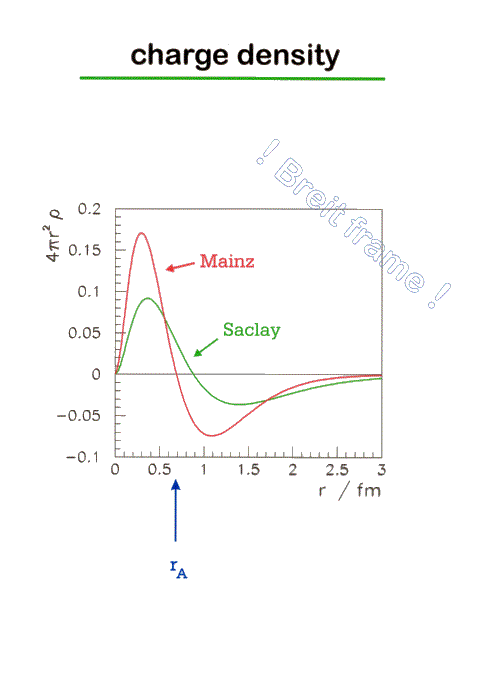 charge density
! Breit frame !
4πr² ρ
0.2
0.15
0.1
0.05
0
−0.05
−0.1
Mainz
Saclay
0 0.5 1 1.5 2 2.5 3
r / fm
r_A